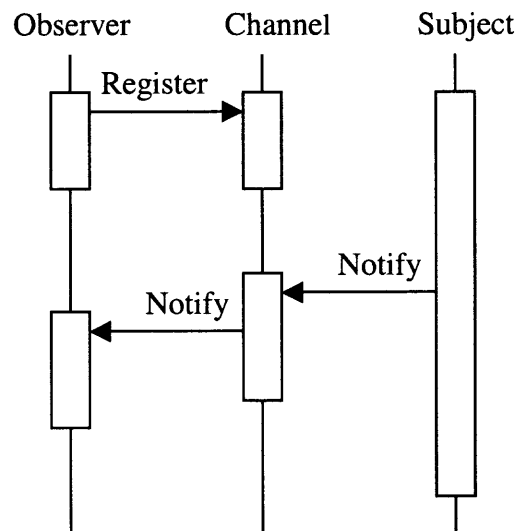 Observer
Channel
Subject
Register
Notify
Notify